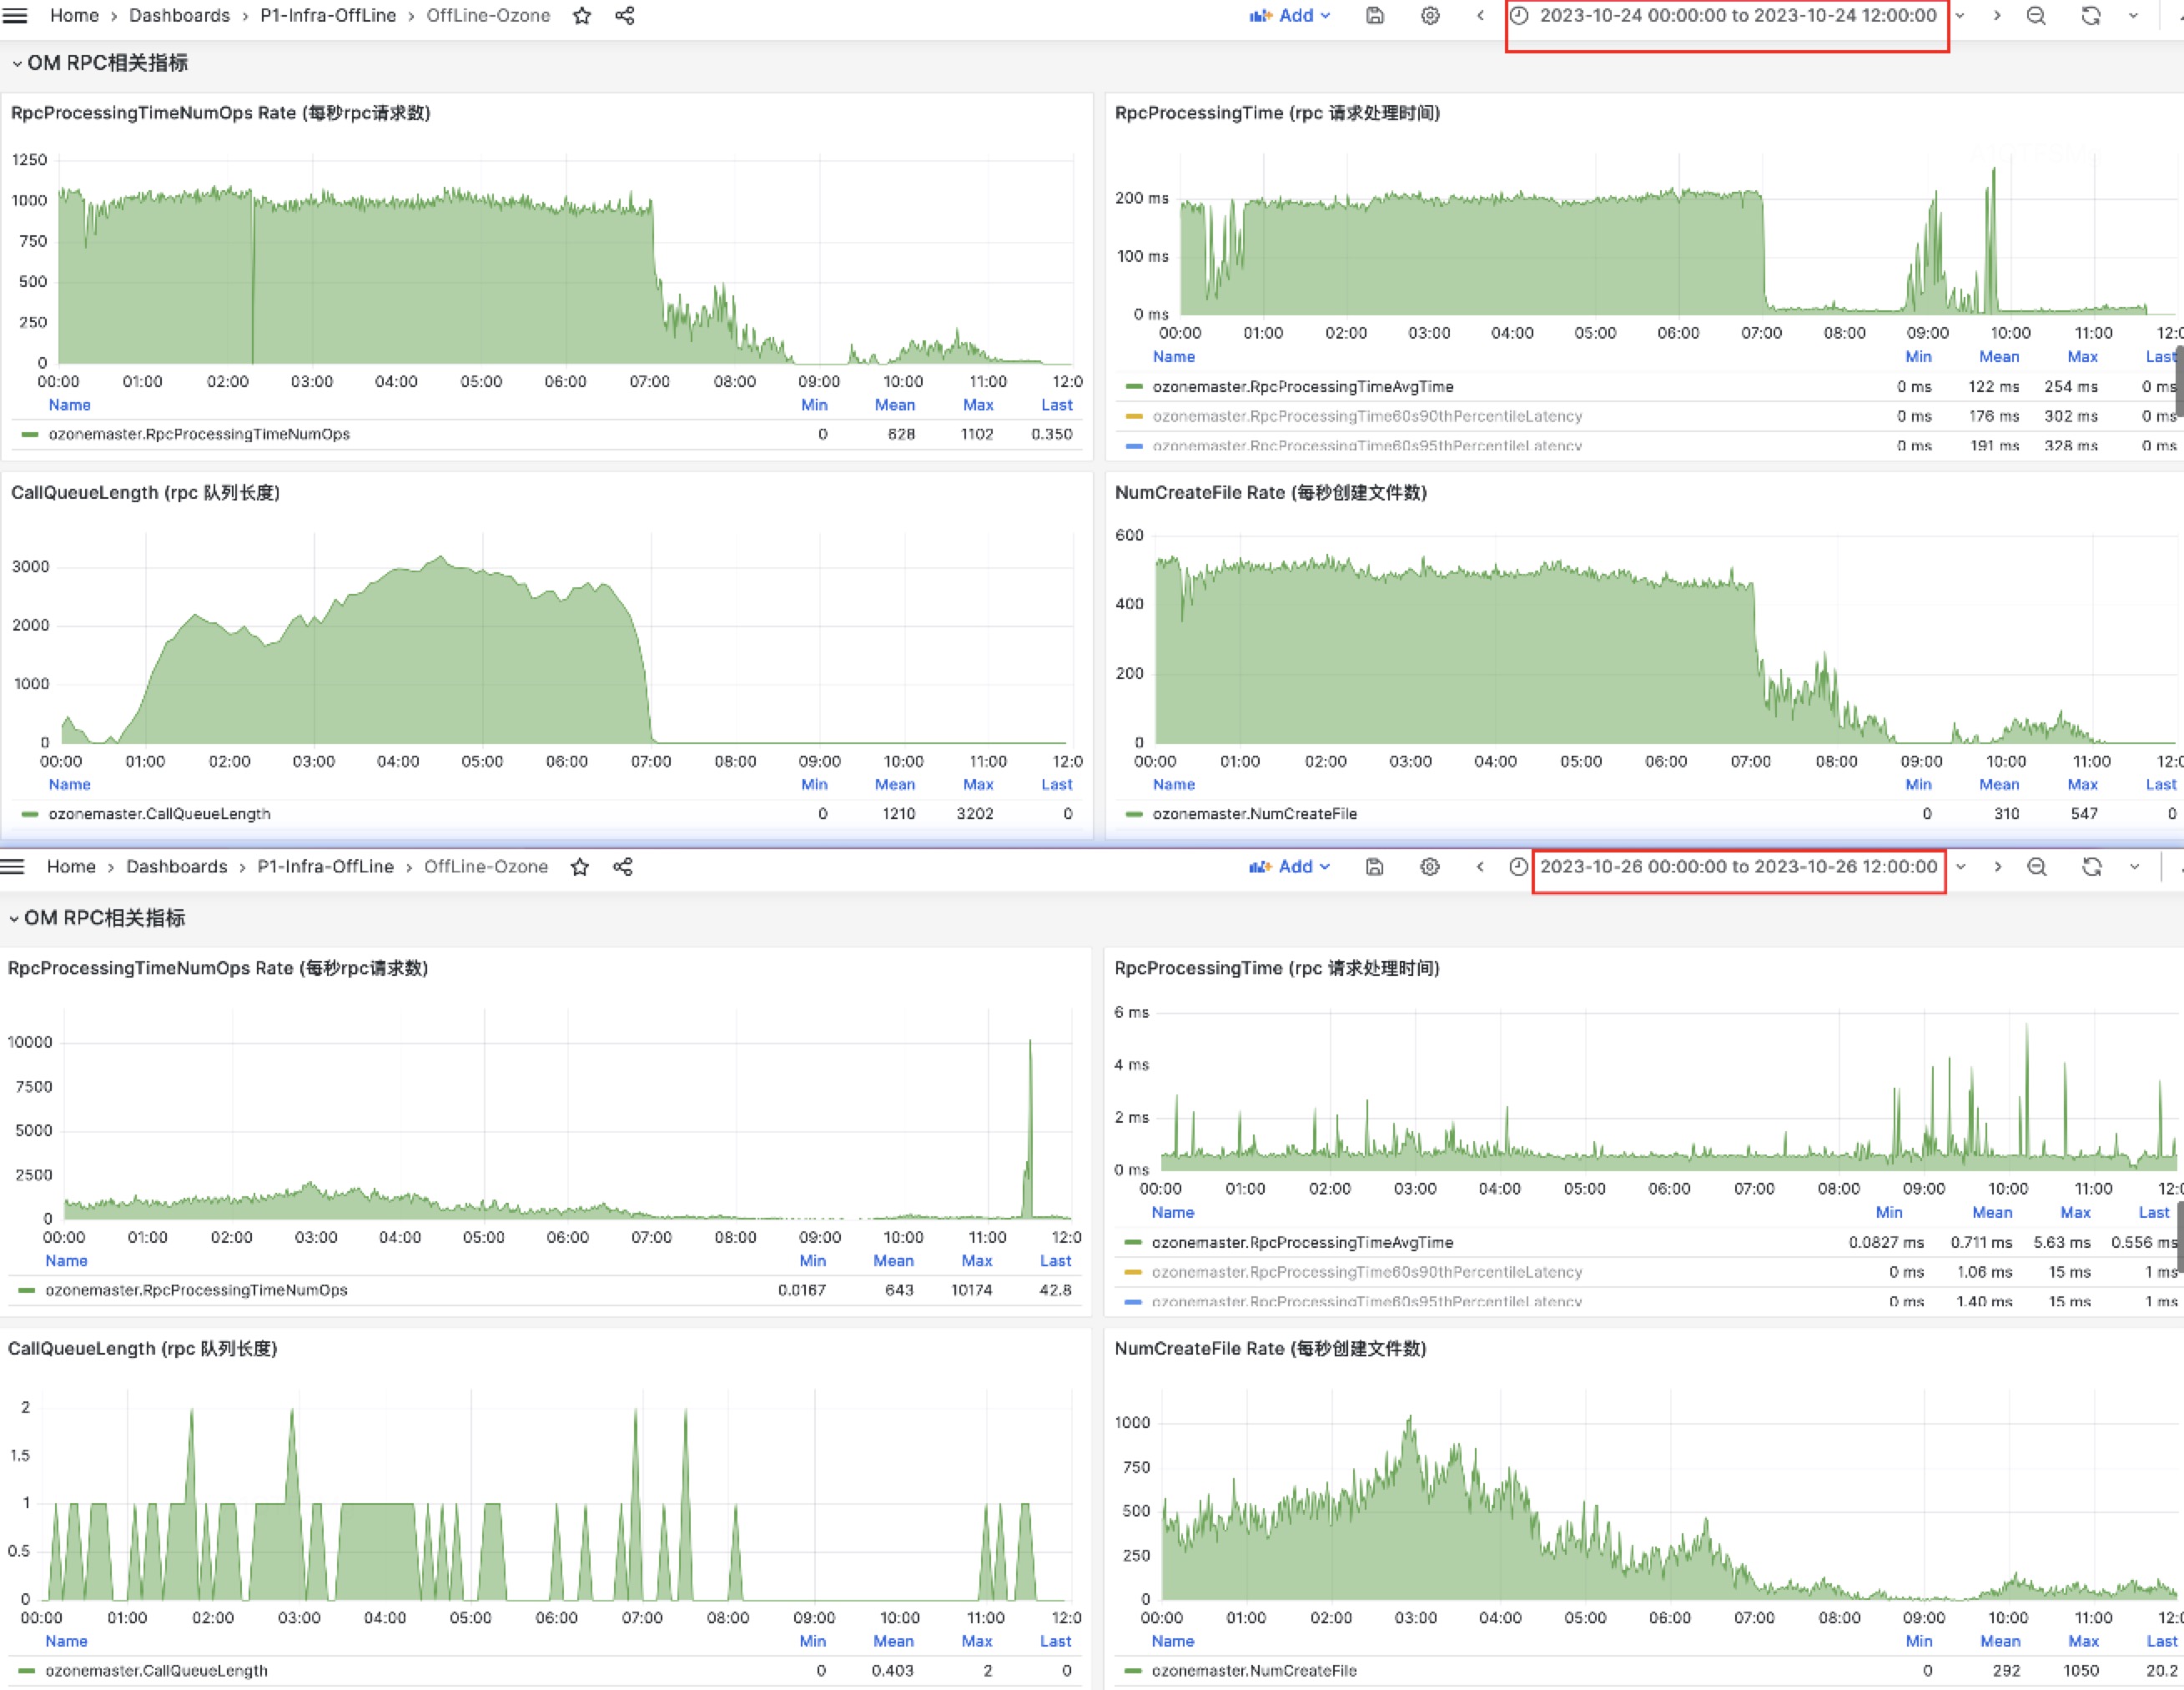 Home > Dashboards > P1-Infra-OffLine > OffLine-Ozone Add 2023-10-24 00:00:00 to 2023-10-24 12:00:00
OM RPC相关指标
RpcProcessingTimeNumOps Rate (每秒rpc请求数)
1250
1000
750
500
250
0
00:00 01:00 02:00 03:00 04:00 05:00 06:00 07:00 08:00 09:00 10:00 11:00 12:0
Name Min Mean Max Last
ozonemaster.RpcProcessingTimeNumOps 0 628 1102 0.350
RpcProcessingTime (rpc 请求处理时间)
200 ms
100 ms
0 ms
00:00 01:00 02:00 03:00 04:00 05:00 06:00 07:00 08:00 09:00 10:00 11:00 12:0
Name Min Mean Max Last
ozonemaster.RpcProcessingTimeAvgTime 0 ms 122 ms 254 ms 0 ms
ozonemaster.RpcProcessingTime60s90thPercentileLatency 0 ms 176 ms 302 ms 0 ms
ozonemaster.RpcProcessingTime60s95thPercentileLatency 0 ms 191 ms 328 ms 0 ms
CallQueueLength (rpc 队列长度)
3000
2000
1000
0
00:00 01:00 02:00 03:00 04:00 05:00 06:00 07:00 08:00 09:00 10:00 11:00 12:0
Name Min Mean Max Last
ozonemaster.CallQueueLength 0 1210 3202 0
NumCreateFile Rate (每秒创建文件数)
600
400
200
0
00:00 01:00 02:00 03:00 04:00 05:00 06:00 07:00 08:00 09:00 10:00 11:00 12:
Name Min Mean Max Last
ozonemaster.NumCreateFile 0 310 547 0
Home > Dashboards > P1-Infra-OffLine > OffLine-Ozone Add 2023-10-26 00:00:00 to 2023-10-26 12:00:00
OM RPC相关指标
RpcProcessingTimeNumOps Rate (每秒rpc请求数)
10000
7500
5000
2500
0
00:00 01:00 02:00 03:00 04:00 05:00 06:00 07:00 08:00 09:00 10:00 11:00 12:0
Name Min Mean Max Last
ozonemaster.RpcProcessingTimeNumOps 0.0167 643 10174 42.8
RpcProcessingTime (rpc 请求处理时间)
6 ms
4 ms
2 ms
0 ms
00:00 01:00 02:00 03:00 04:00 05:00 06:00 07:00 08:00 09:00 10:00 11:00 12:
Name Min Mean Max Last
ozonemaster.RpcProcessingTimeAvgTime 0.0827 ms 0.711 ms 5.63 ms 0.556 ms
ozonemaster.RpcProcessingTime60s90thPercentileLatency 0 ms 1.06 ms 15 ms 1 ms
ozonemaster.RpcProcessingTime60s95thPercentileLatency 0 ms 1.40 ms 15 ms 1 ms
CallQueueLength (rpc 队列长度)
2
1.5
1
0.5
0
00:00 01:00 02:00 03:00 04:00 05:00 06:00 07:00 08:00 09:00 10:00 11:00 12:0
Name Min Mean Max Last
ozonemaster.CallQueueLength 0 0.403 2 0
NumCreateFile Rate (每秒创建文件数)
1000
750
500
250
0
00:00 01:00 02:00 03:00 04:00 05:00 06:00 07:00 08:00 09:00 10:00 11:00 12:
Name Min Mean Max Last
ozonemaster.NumCreateFile 0 292 1050 20.2